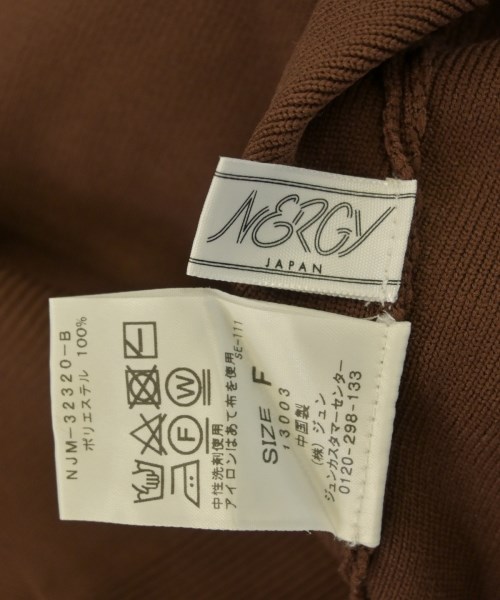 NERGY
JAPAN
NJM-32320-B
ポリエステル 100%
F
W
中性洗剤使用
アイロンはあて布を使用
SE-111
SIZE F
13003
中国製
(株) ジュン
ジュンカスタマーセンター
0120-298-133